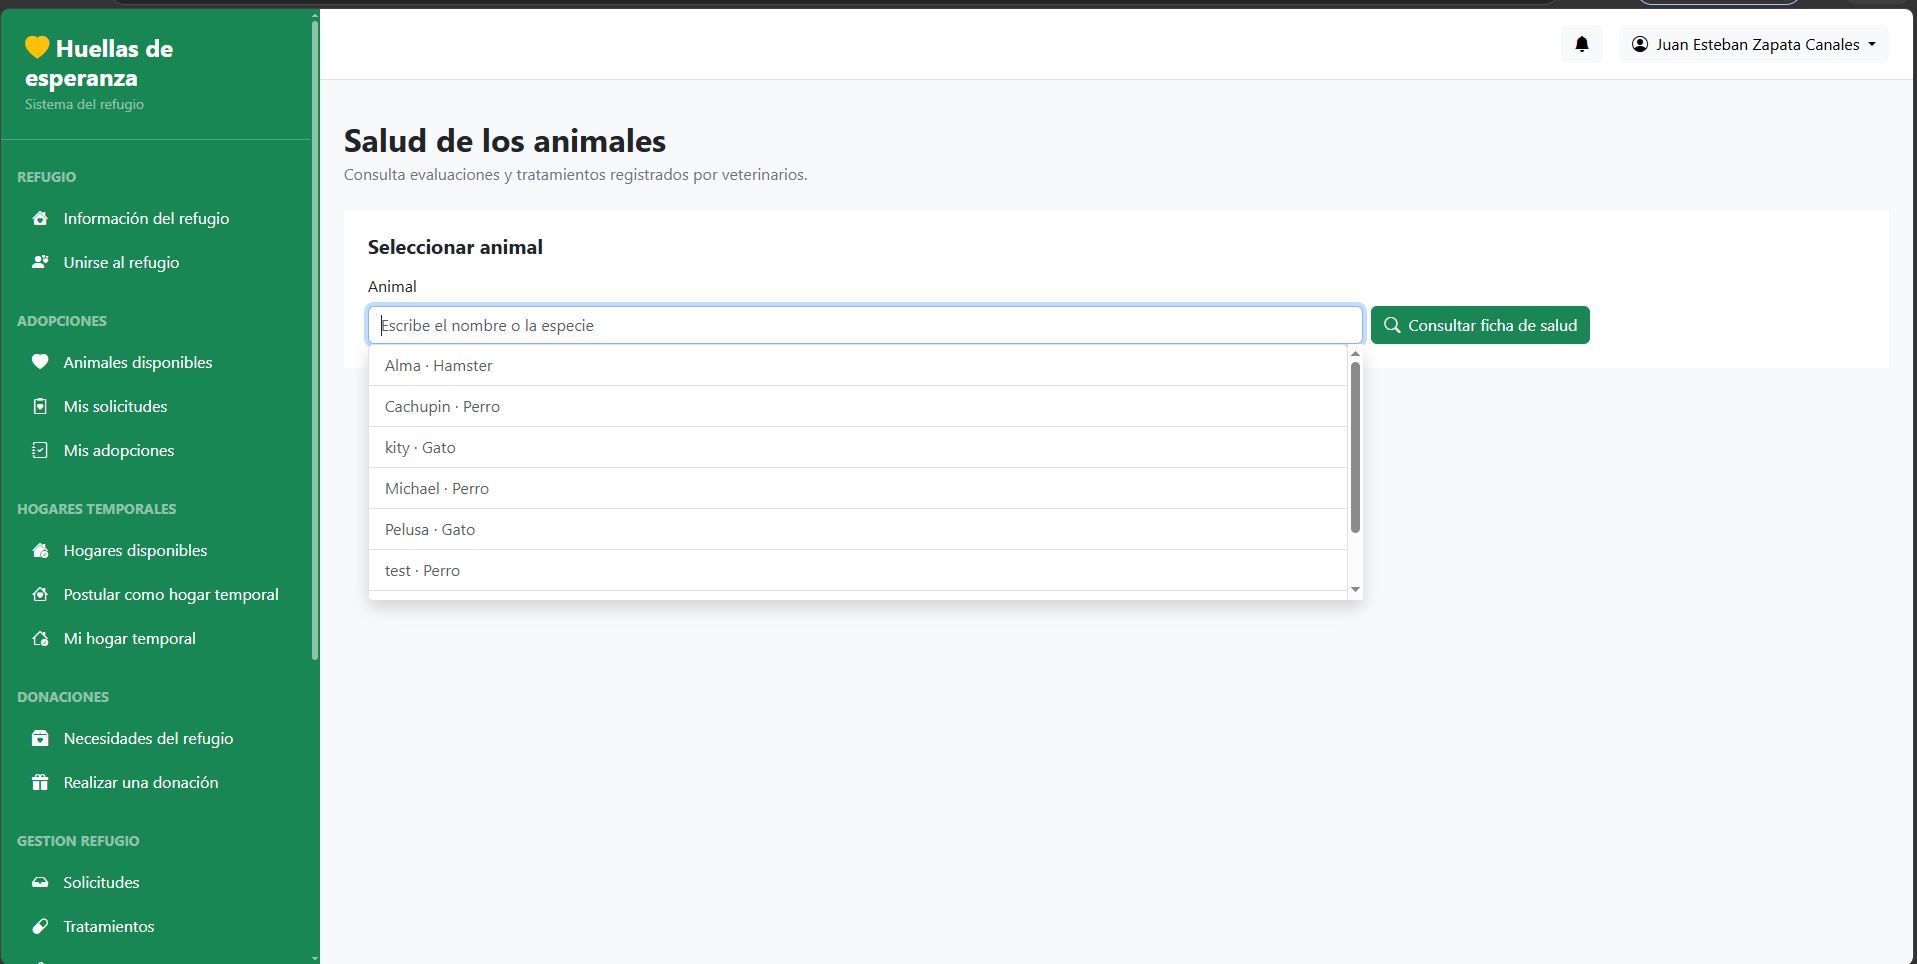 Huellas de
esperanza
Sistema del refugio
REFUGIO
Información del refugio
Unirse al refugio
ADOPCIONES
Animales disponibles
Mis solicitudes
Mis adopciones
HOGARES TEMPORALES
Hogares disponibles
Postular como hogar temporal
Mi hogar temporal
DONACIONES
Necesidades del refugio
Realizar una donación
GESTION REFUGIO
Solicitudes
Tratamientos
Juan Esteban Zapata Canales
Salud de los animales
Consulta evaluaciones y tratamientos registrados por veterinarios.
Seleccionar animal
Animal
Escribe el nombre o la especie
Consultar ficha de salud
Alma · Hamster
Cachupin · Perro
kity · Gato
Michael · Perro
Pelusa · Gato
test · Perro